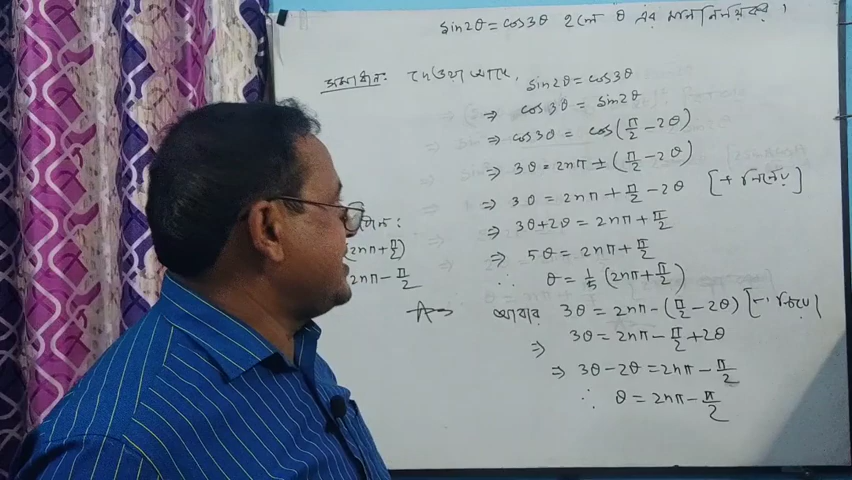 sin2θ = cos3θ হলে θ এর মান নির্ণয় কর।
সমাধান: দেওয়া আছে, sin2θ = cos3θ
⇒ cos3θ = sin2θ
⇒ cos3θ = cos(π/2 − 2θ)
⇒ 3θ = 2nπ ± (π/2 − 2θ)
⇒ 3θ = 2nπ + π/2 − 2θ [+ নিয়ে]
⇒ 3θ + 2θ = 2nπ + π/2
⇒ 5θ = 2nπ + π/2
∴ θ = 1/5 (2nπ + π/2)
আবার 3θ = 2nπ − (π/2 − 2θ) [−
⇒ 3θ = 2nπ − π/2 + 2θ
⇒ 3θ − 2θ = 2nπ − π/2
∴ θ = 2nπ − π/2
2nπ + π/2)
2nπ − π/2